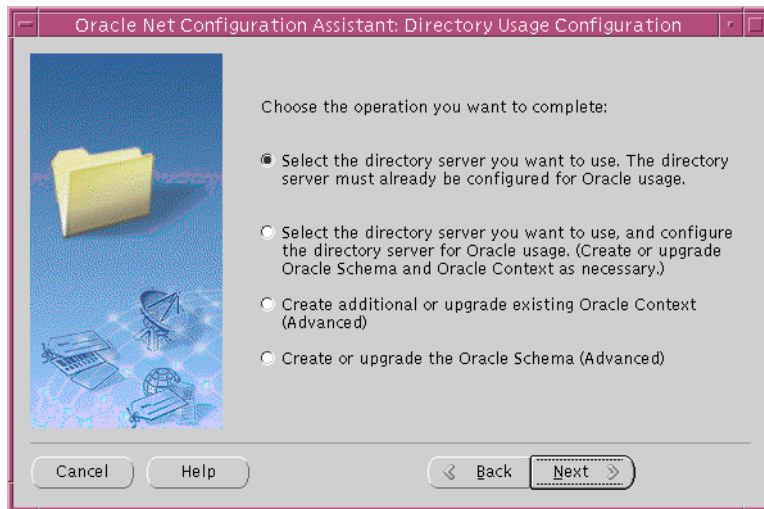 Oracle Net Configuration Assistant: Directory Usage Configuration
Choose the operation you want to complete:
Select the directory server you want to use. The directory
server must already be configured for Oracle usage.
Select the directory server you want to use, and configure
the directory server for Oracle usage. (Create or upgrade
Oracle Schema and Oracle Context as necessary.)
Create additional or upgrade existing Oracle Context
(Advanced)
Create or upgrade the Oracle Schema (Advanced)
Cancel
Help
Back
Next